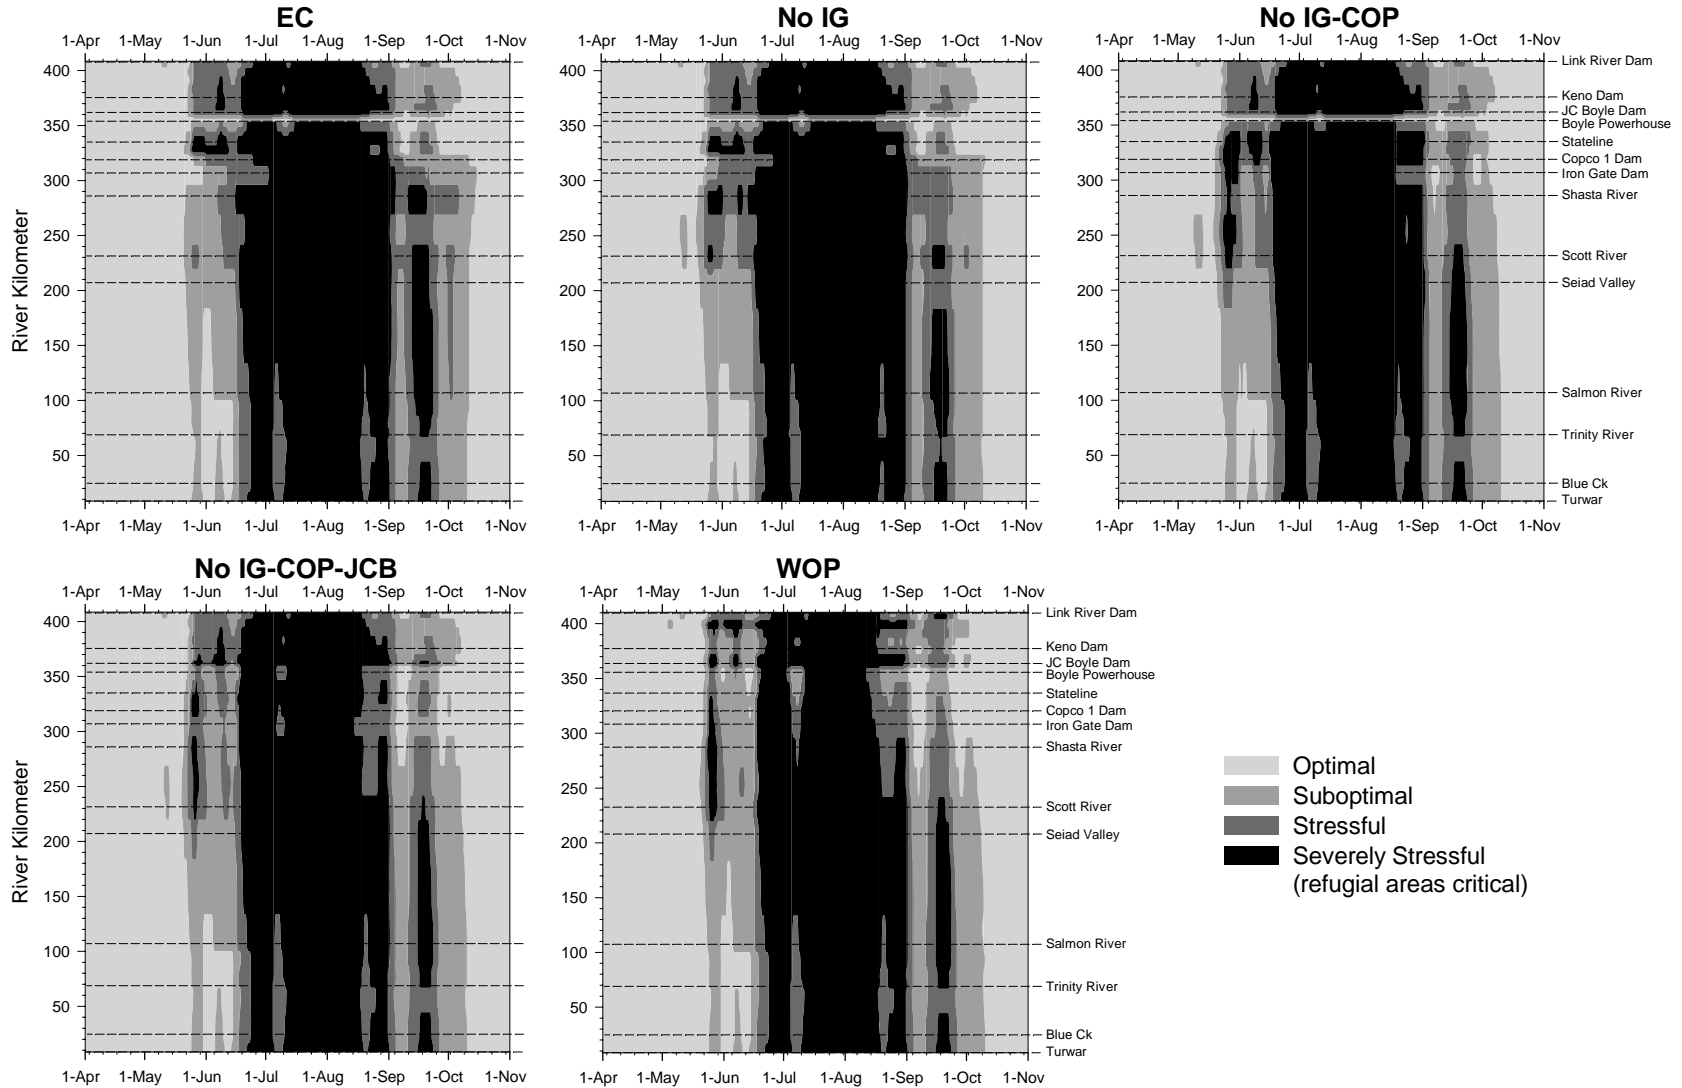 EC
1-Apr 1-May 1-Jun 1-Jul 1-Aug 1-Sep 1-Oct 1-Nov
400
350
300
250
200
150
100
50
River Kilometer
1-Apr 1-May 1-Jun 1-Jul 1-Aug 1-Sep 1-Oct 1-Nov
No IG
1-Apr 1-May 1-Jun 1-Jul 1-Aug 1-Sep 1-Oct 1-Nov
400
350
300
250
200
150
100
50
1-Apr 1-May 1-Jun 1-Jul 1-Aug 1-Sep 1-Oct 1-Nov
No IG-COP
1-Apr 1-May 1-Jun 1-Jul 1-Aug 1-Sep 1-Oct 1-Nov
400
350
300
250
200
150
100
50
Link River Dam
Keno Dam
JC Boyle Dam
Boyle Powerhouse
Stateline
Copco 1 Dam
Iron Gate Dam
Shasta River
Scott River
Seiad Valley
Salmon River
Trinity River
Blue Ck
Turwar
1-Apr 1-May 1-Jun 1-Jul 1-Aug 1-Sep 1-Oct 1-Nov
No IG-COP-JCB
1-Apr 1-May 1-Jun 1-Jul 1-Aug 1-Sep 1-Oct 1-Nov
400
350
300
250
200
150
100
50
River Kilometer
1-Apr 1-May 1-Jun 1-Jul 1-Aug 1-Sep 1-Oct 1-Nov
WOP
1-Apr 1-May 1-Jun 1-Jul 1-Aug 1-Sep 1-Oct 1-Nov
400
350
300
250
200
150
100
50
Link River Dam
Keno Dam
JC Boyle Dam
Boyle Powerhouse
Stateline
Copco 1 Dam
Iron Gate Dam
Shasta River
Scott River
Seiad Valley
Salmon River
Trinity River
Blue Ck
Turwar
1-Apr 1-May 1-Jun 1-Jul 1-Aug 1-Sep 1-Oct 1-Nov
Optimal
Suboptimal
Stressful
Severely Stressful
(refugial areas critical)